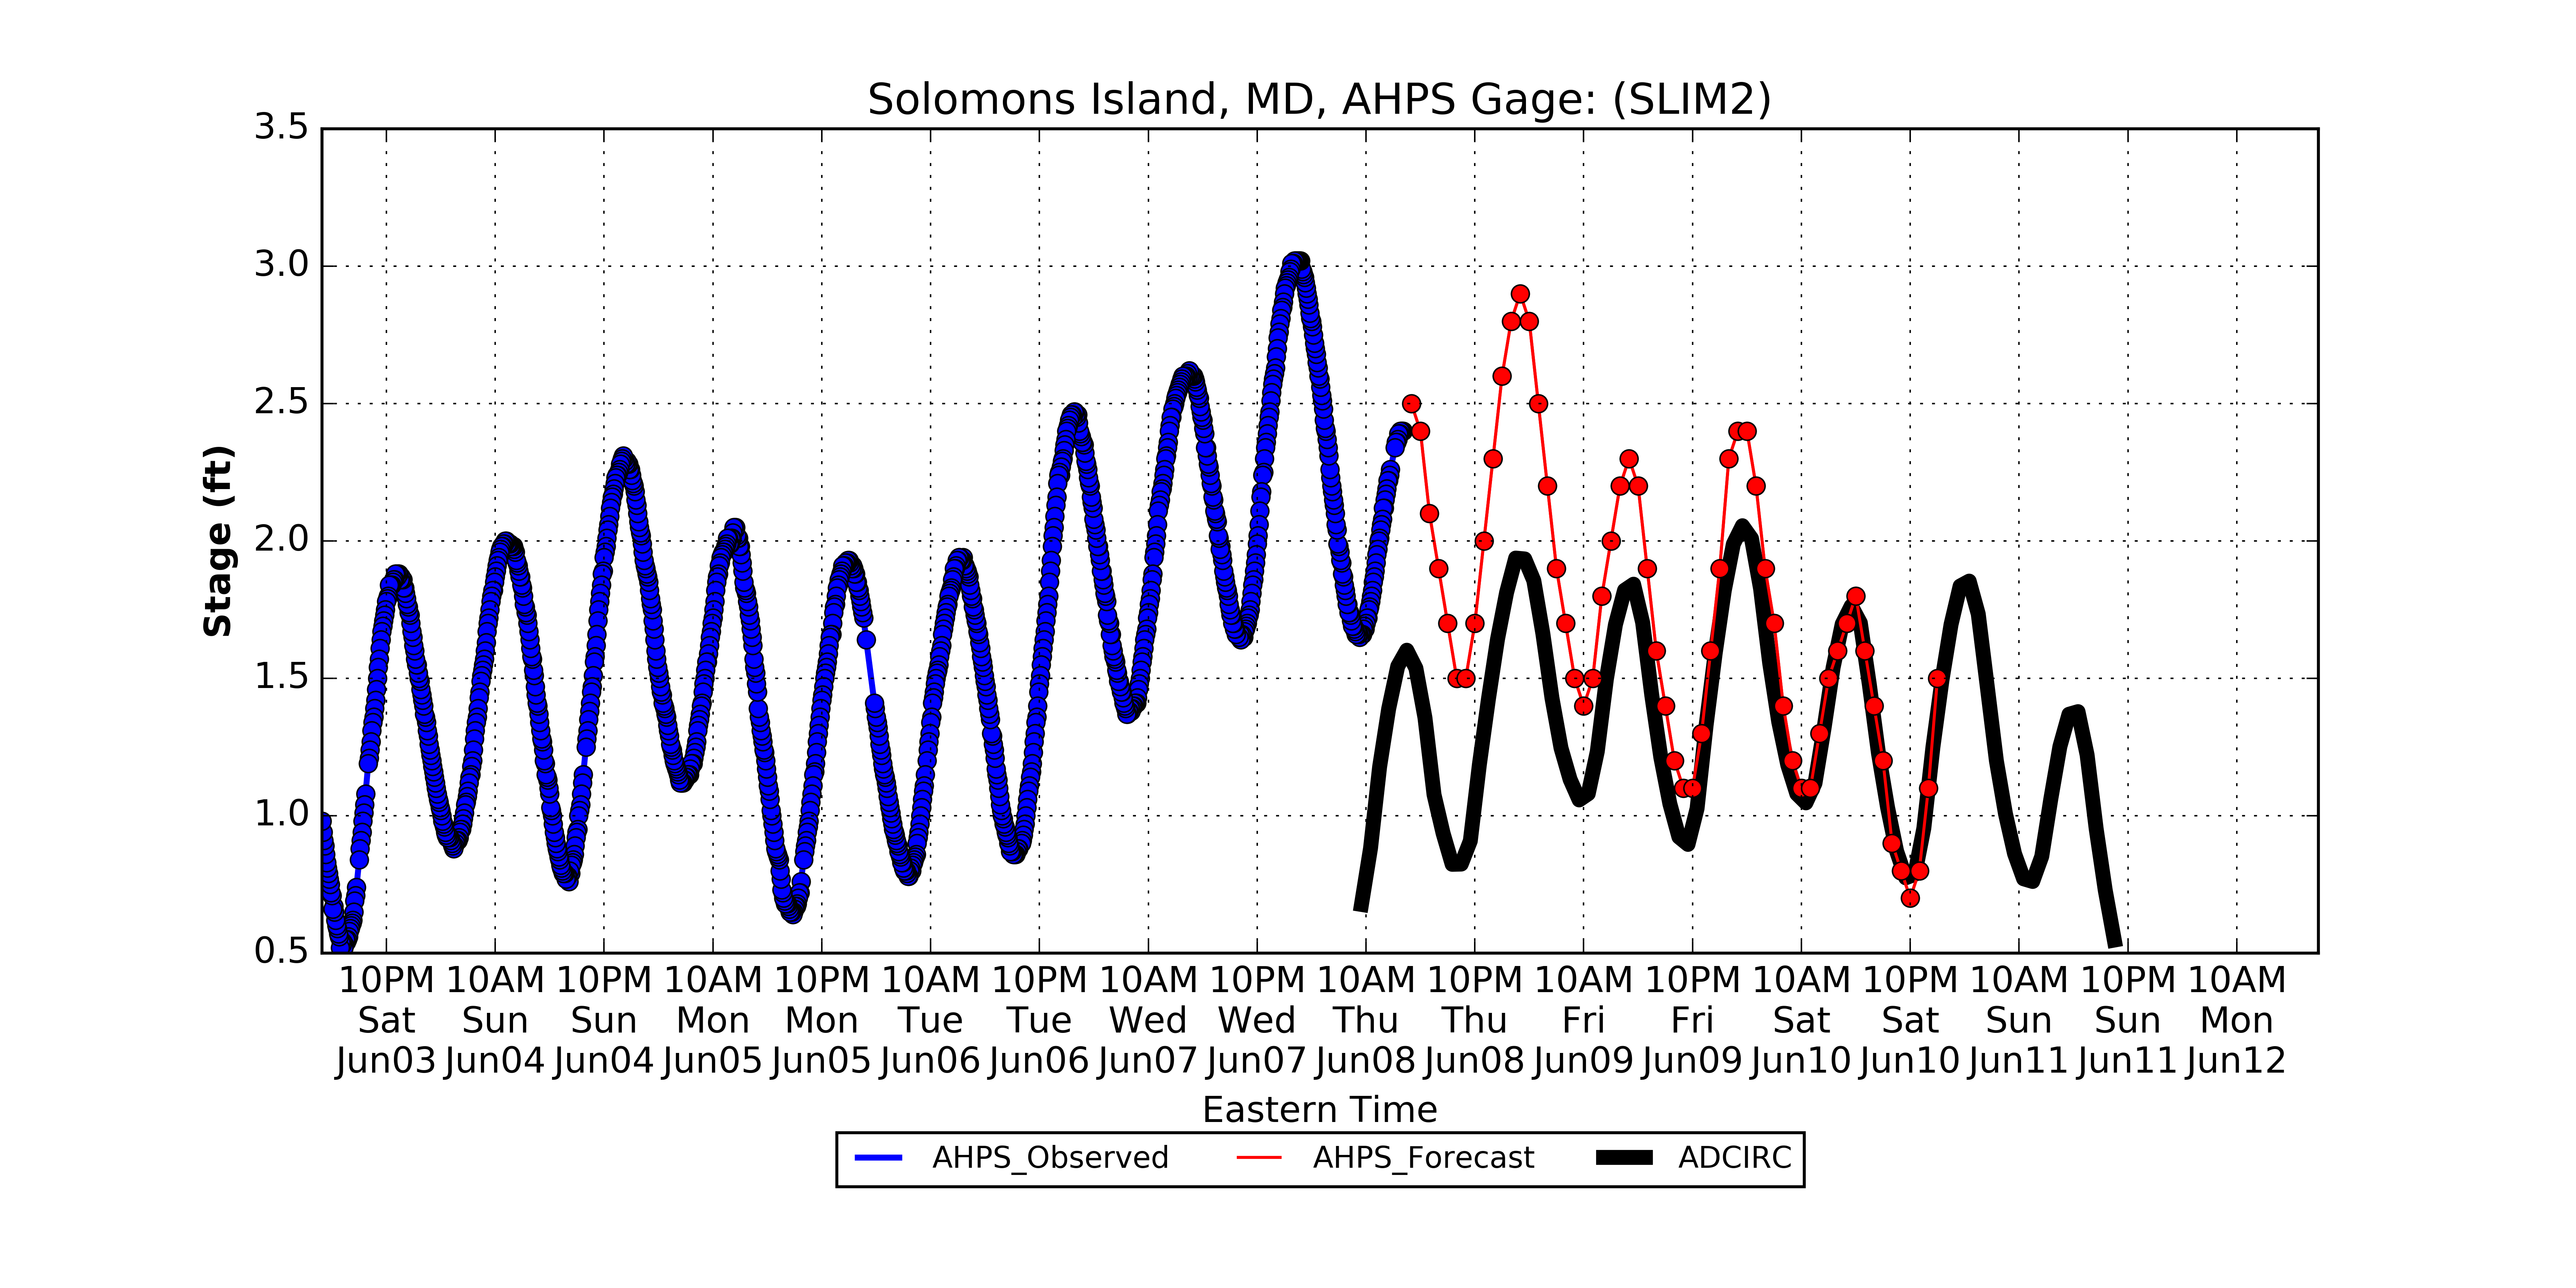 Solomons Island, MD, AHPS Gage: (SLIM2)
3.5
3.0
2.5
2.0
1.5
1.0
0.5
Stage (ft)
10PM 10AM 10PM 10AM 10PM 10AM 10PM 10AM 10PM 10AM 10PM 10AM 10PM 10AM 10PM 10AM 10PM 10AM
Sat Sun Sun Mon Mon Tue Tue Wed Wed Thu Thu Fri Fri Sat Sat Sun Sun Mon
Jun03 Jun04 Jun04 Jun05 Jun05 Jun06 Jun06 Jun07 Jun07 Jun08 Jun08 Jun09 Jun09 Jun10 Jun10 Jun11 Jun11 Jun12
Eastern Time
AHPS_Observed AHPS_Forecast ADCIRC